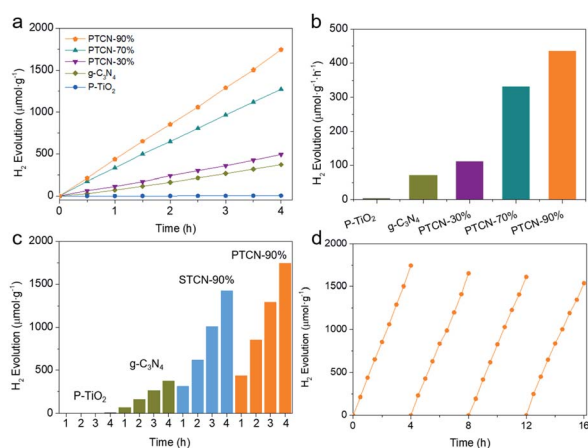 a
H2 Evolution (μmol·g-1)
2000
1500
1000
500
0
PTCN-90%
PTCN-70%
PTCN-30%
g-C3N4
P-TiO2
0 1 2 3 4
Time (h)
b
H2 Evolution (μmol·g-1·h-1)
500
400
300
200
100
0
P-TiO2 g-C3N4 PTCN-30% PTCN-70% PTCN-90%
c
H2 Evolution (μmol·g-1)
2000
1500
1000
500
0
P-TiO2
g-C3N4
STCN-90%
PTCN-90%
1 2 3 4 1 2 3 4 1 2 3 4 1 2 3 4
Time (h)
d
H2 Evolution (μmol·g-1)
2000
1500
1000
500
0
0 4 8 12
Time (h)